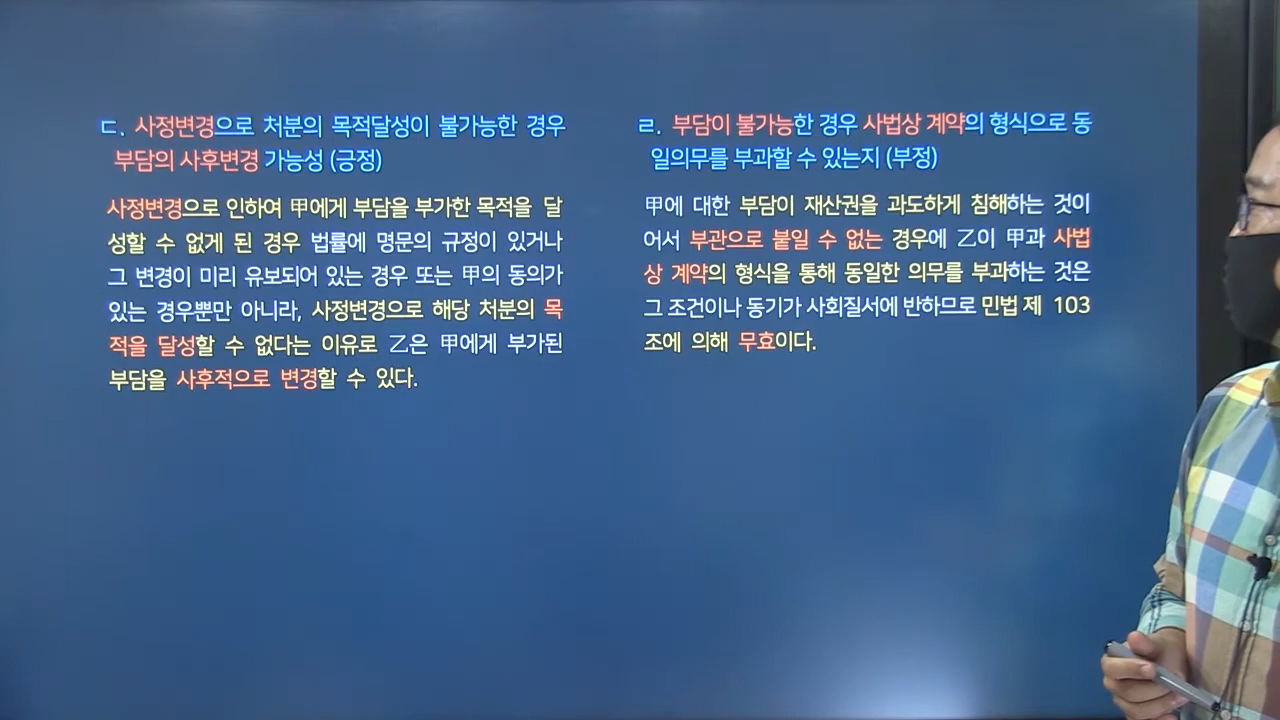 ㄷ. 사정변경으로 처분의 목적달성이 불가능한 경우
부담의 사후변경 가능성 (긍정)
사정변경으로 인하여 甲에게 부담을 부가한 목적을 달
성할 수 없게 된 경우 법률에 명문의 규정이 있거나
그 변경이 미리 유보되어 있는 경우 또는 甲의 동의가
있는 경우뿐만 아니라, 사정변경으로 해당 처분의 목
적을 달성할 수 없다는 이유로 乙은 甲에게 부가된
부담을 사후적으로 변경할 수 있다.
ㄹ. 부담이 불가능한 경우 사법상 계약의 형식으로 동
일의무를 부과할 수 있는지 (부정)
甲에 대한 부담이 재산권을 과도하게 침해하는 것이
어서 부관으로 붙일 수 없는 경우에 乙이 甲과 사법
상 계약의 형식을 통해 동일한 의무를 부과하는 것은
그 조건이나 동기가 사회질서에 반하므로 민법 제 103
조에 의해 무효이다.